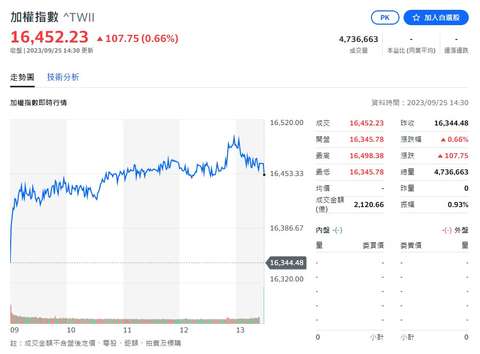 加權指數 ^TWII
PK
加入自選股
16,452.23 107.75 (0.66%)
收盤 | 2023/09/25 14:30 更新
4,736,663
成交量
-
本益比 (同業平均)
-
連漲連跌
走勢圖 技術分析
加權指數即時行情
資料時間：2023/09/25 14:30
16,520.00
16,453.33
16,386.67
16,344.48
16,320.00
09 10 11 12 13
註：成交金額不含盤後定價、零股、鉅額、拍賣及標購
成交 16,452.23 昨收 16,344.48
開盤 16,345.78 漲跌幅 0.66%
最高 16,498.38 漲跌 107.75
最低 16,345.78 總量 4,736,663
均價 - 昨量 0
成交金額(億) 2,120.66 振幅 0.93%
內盤 -(-) (-) - 外盤
量 委買價 委賣價 量
- - - -
- - - -
- - - -
- - - -
- - - -
0 小計 小計 0